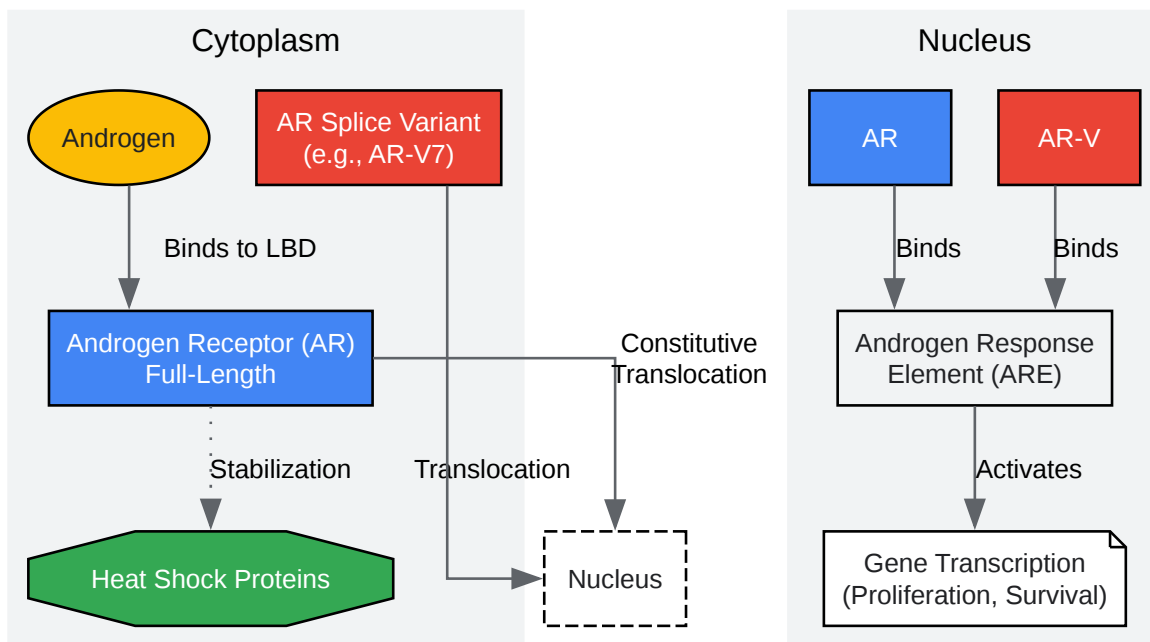 Cytoplasm
Nucleus
Androgen
AR Splice Variant
(e.g., AR-V7)
AR
AR-V
Binds to LBD
Binds
Binds
Androgen Receptor (AR)
Full-Length
Constitutive
Translocation
Androgen Response
Element (ARE)
Stabilization
Translocation
Activates
Heat Shock Proteins
Nucleus
Gene Transcription
(Proliferation, Survival)